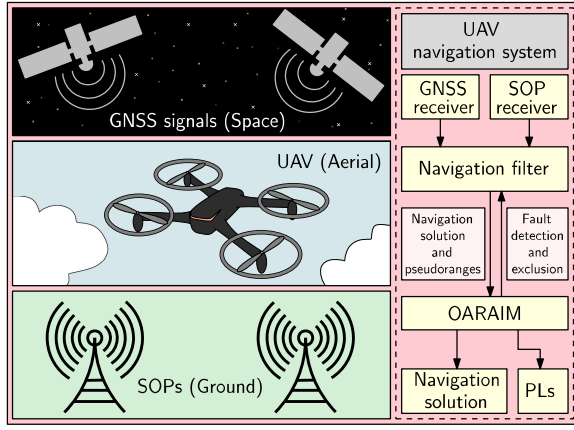 GNSS signals (Space)
UAV (Aerial)
SOPs (Ground)
UAV
navigation system
GNSS
receiver
SOP
receiver
Navigation filter
Navigation
solution
and
pseudoranges
Fault
detection
and
exclusion
OARAIM
Navigation
solution
PLs